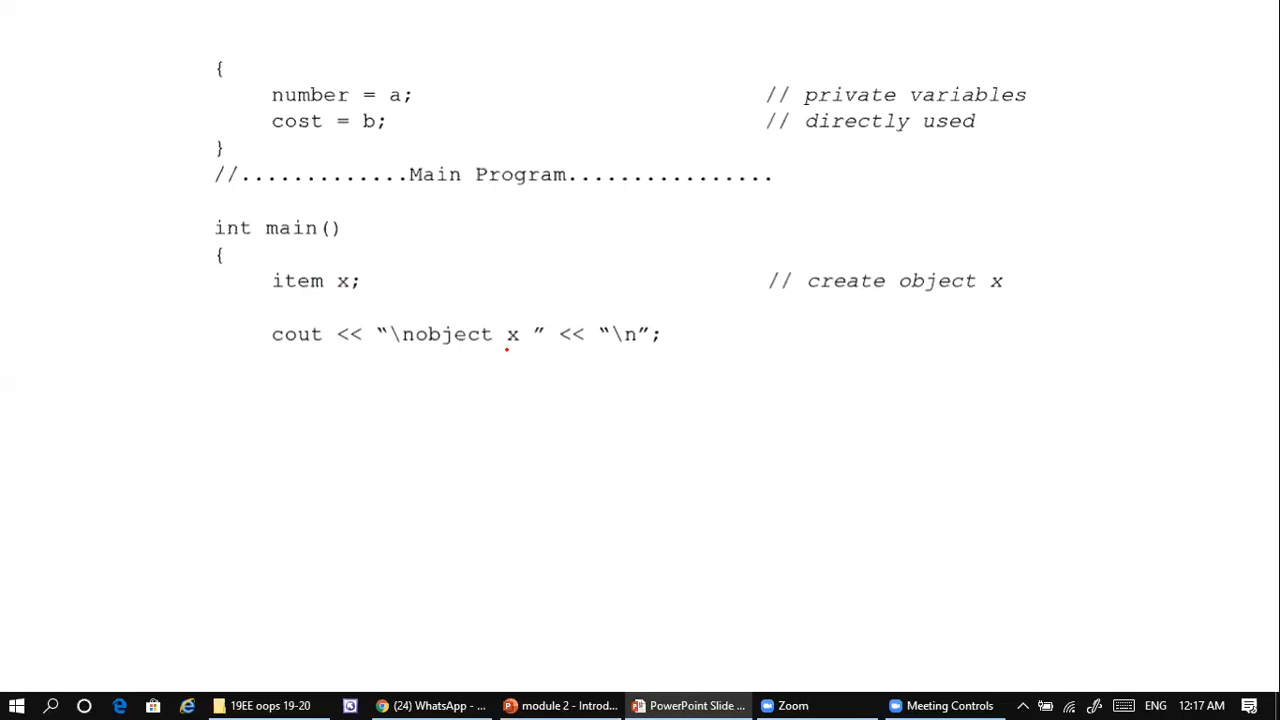 {
number = a; // private variables
cost = b; // directly used
}
//.............Main Program................
int main()
{
item x; // create object x
cout << “\nobject x ” << “\n”;
19EE oops 19-20
(24) WhatsApp - ...
module 2 - Introd...
PowerPoint Slide ...
Zoom
Meeting Controls
ENG
12:17 AM